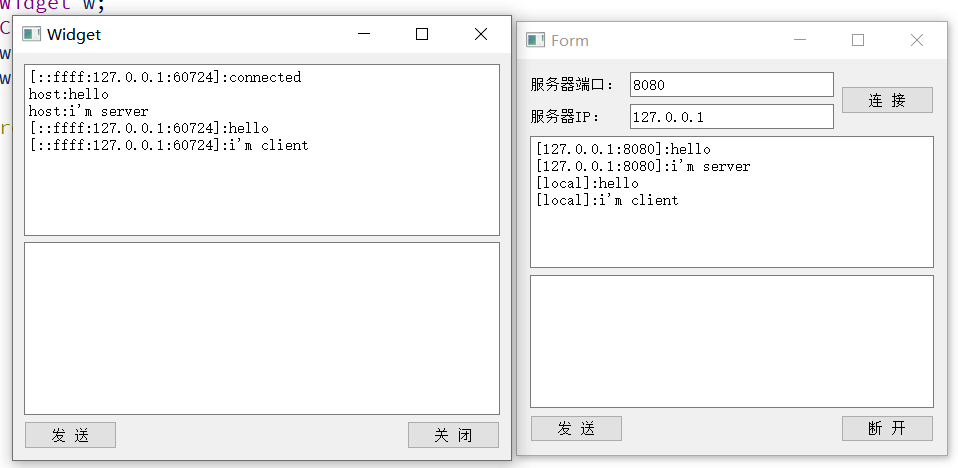 Widget w;
C
w
w
Widget
[::ffff:127.0.0.1:60724]:connected
host:hello
host:i'm server
[::ffff:127.0.0.1:60724]:hello
[::ffff:127.0.0.1:60724]:i'm client
发 送
关 闭
Form
服务器端口:
8080
服务器IP:
127.0.0.1
连 接
[127.0.0.1:8080]:hello
[127.0.0.1:8080]:i'm server
[local]:hello
[local]:i'm client
发 送
断 开